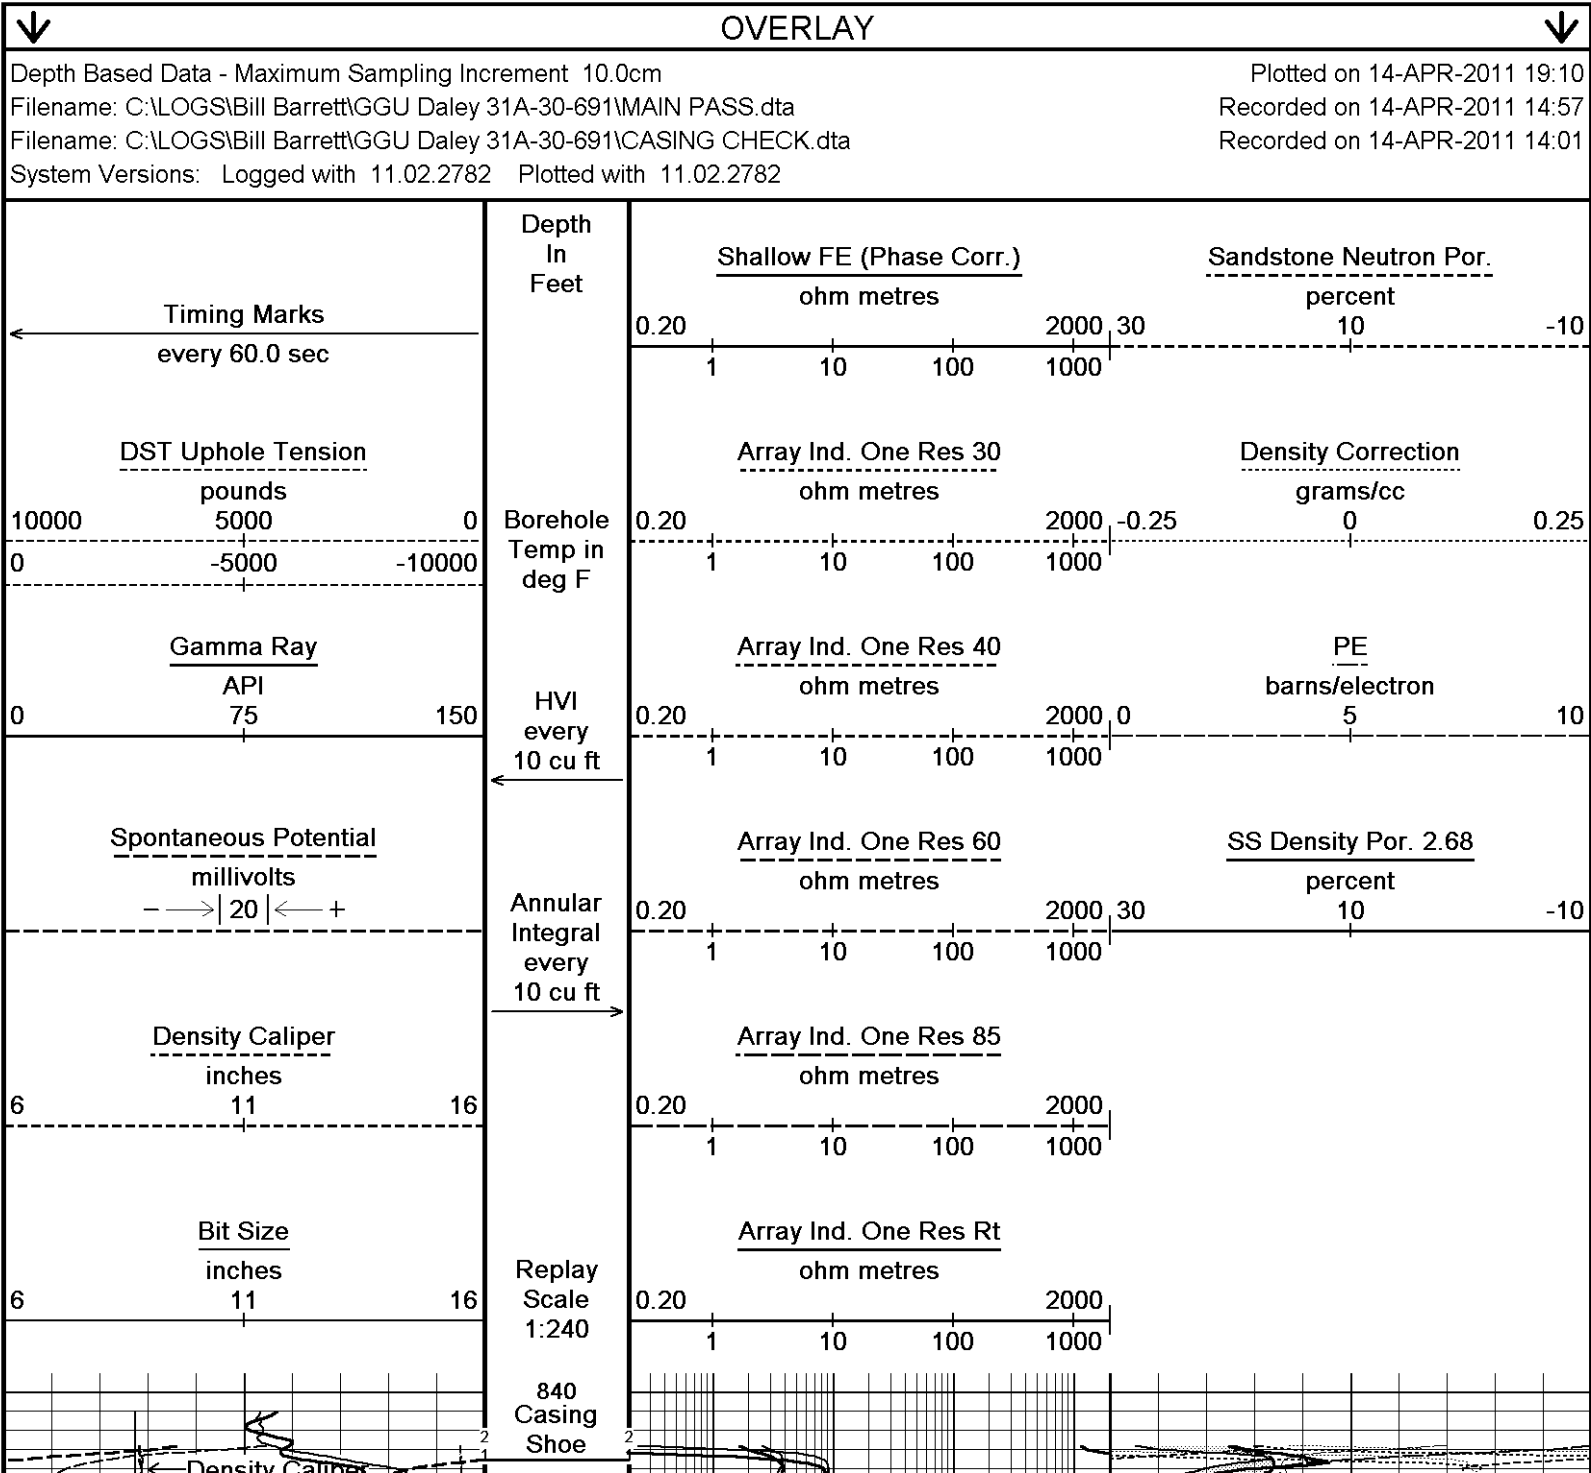 OVERLAY
Depth Based Data - Maximum Sampling Increment 10.0cm
Plotted on 14-APR-2011 19:10
Filename: C:\LOGS\Bill Barrett\GGU Daley 31A-30-691\MAIN PASS.dta
Recorded on 14-APR-2011 14:57
Filename: C:\LOGS\Bill Barrett\GGU Daley 31A-30-691\CASING CHECK.dta
Recorded on 14-APR-2011 14:01
System Versions: Logged with 11.02.2782 Plotted with 11.02.2782
Timing Marks
every 60.0 sec
DST Uphole Tension
pounds
10000 5000 0
0 -5000 -10000
Gamma Ray
API
0 75 150
Spontaneous Potential
millivolts
− 20 +
Density Caliper
inches
6 11 16
Bit Size
inches
6 11 16
Depth
In
Feet
Borehole
Temp in
deg F
HVI
every
10 cu ft
Annular
Integral
every
10 cu ft
Replay
Scale
1:240
840
Casing
Shoe
Shallow FE (Phase Corr.)
ohm metres
0.20 2000
1 10 100 1000
Array Ind. One Res 30
ohm metres
0.20 2000
1 10 100 1000
Array Ind. One Res 40
ohm metres
0.20 2000
1 10 100 1000
Array Ind. One Res 60
ohm metres
0.20 2000
1 10 100 1000
Array Ind. One Res 85
ohm metres
0.20 2000
1 10 100 1000
Array Ind. One Res Rt
ohm metres
0.20 2000
1 10 100 1000
Sandstone Neutron Por.
percent
30 10 -10
Density Correction
grams/cc
-0.25 0 0.25
PE
barns/electron
0 5 10
SS Density Por. 2.68
percent
30 10 -10
2 2
Density Caliper